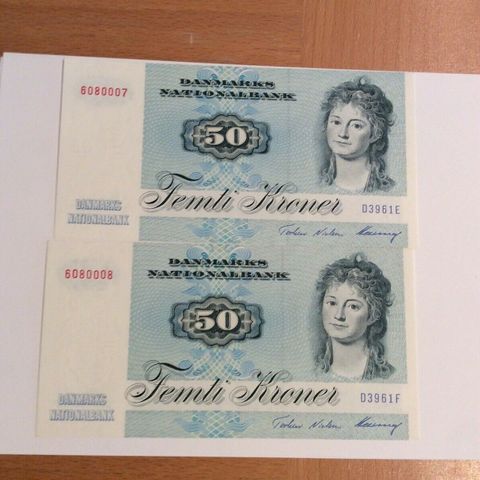 DANMARKS
NATIONALBANK
6080007
50
Femti Kroner
D3961E
DANMARKS
NATIONALBANK
DANMARKS
NATIONALBANK
6080008
50
Femti Kroner
D3961F
DANMARKS
NATIONALBANK